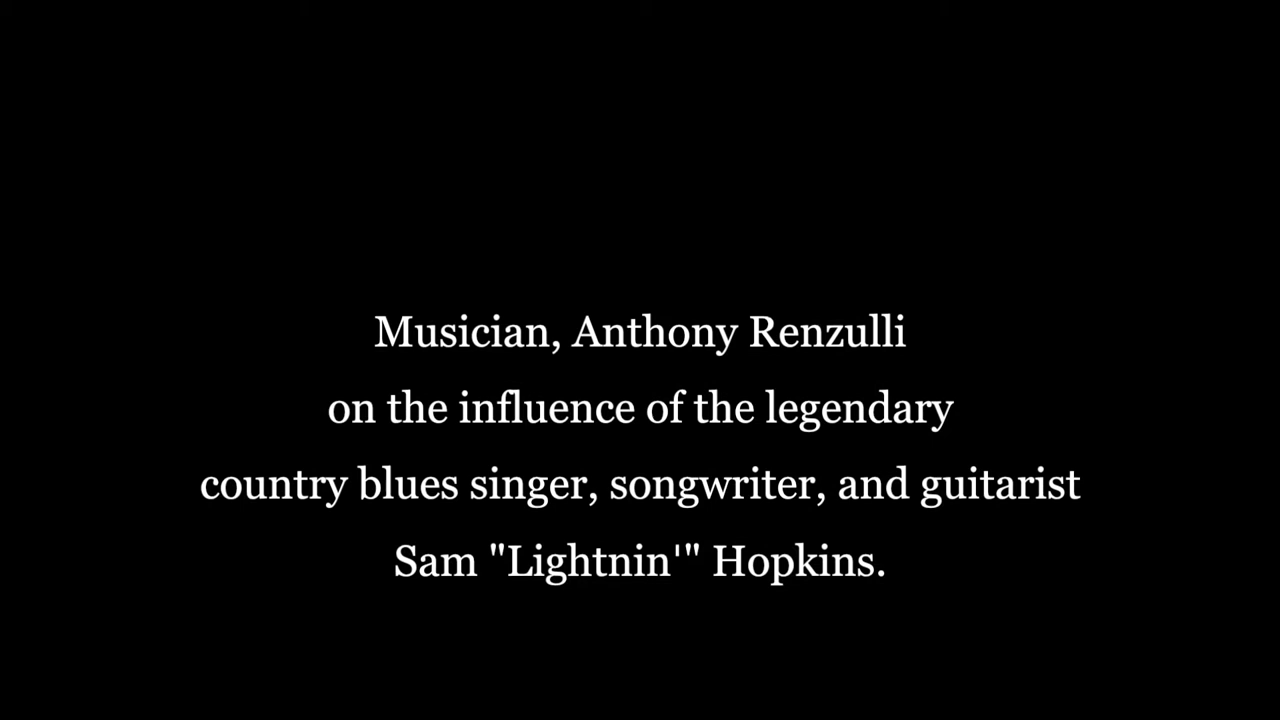 Musician, Anthony Renzulli
on the influence of the legendary
country blues singer, songwriter, and guitarist
Sam "Lightnin'" Hopkins.